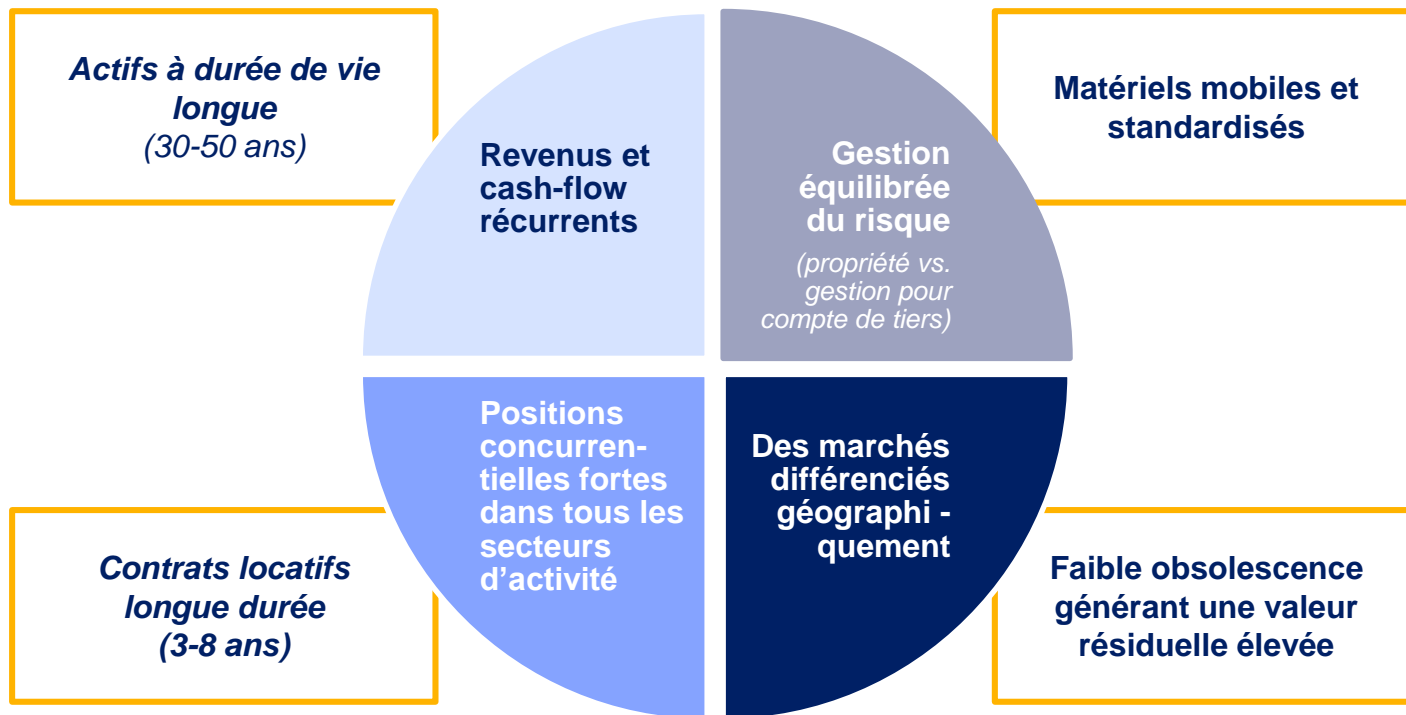 Actifs à durée de vie
longue
(30-50 ans)
Revenus et
cash-flow
récurrents
Gestion
équilibrée
du risque
(propriété vs.
gestion pour
compte de tiers)
Matériels mobiles et
standardisés
Contrats locatifs
longue durée
(3-8 ans)
Positions
concurren-
tielles fortes
dans tous les
secteurs
d’activité
Des marchés
différenciés
géographi -
quement
Faible obsolescence
générant une valeur
résiduelle élevée